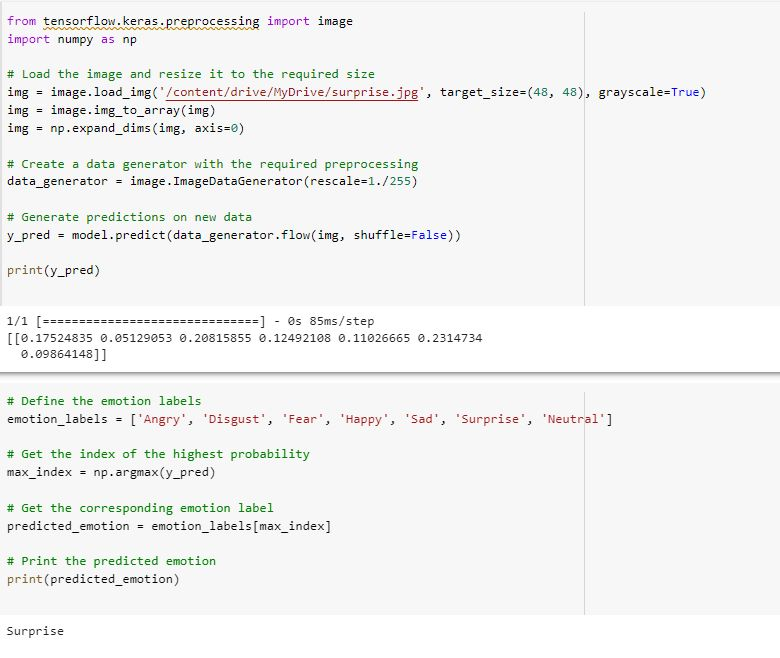 from tensorflow.keras.preprocessing import image
import numpy as np
# Load the image and resize it to the required size
img = image.load_img('/content/drive/MyDrive/surprise.jpg', target_size=(48, 48), grayscale=True)
img = image.img_to_array(img)
img = np.expand_dims(img, axis=0)
# Create a data generator with the required preprocessing
data_generator = image.ImageDataGenerator(rescale=1./255)
# Generate predictions on new data
y_pred = model.predict(data_generator.flow(img, shuffle=False))
print(y_pred)
1/1 [==============================] - 0s 85ms/step
[[0.17524835 0.05129053 0.20815855 0.12492108 0.11026665 0.2314734
0.09864148]]
# Define the emotion labels
emotion_labels = ['Angry', 'Disgust', 'Fear', 'Happy', 'Sad', 'Surprise', 'Neutral']
# Get the index of the highest probability
max_index = np.argmax(y_pred)
# Get the corresponding emotion label
predicted_emotion = emotion_labels[max_index]
# Print the predicted emotion
print(predicted_emotion)
Surprise